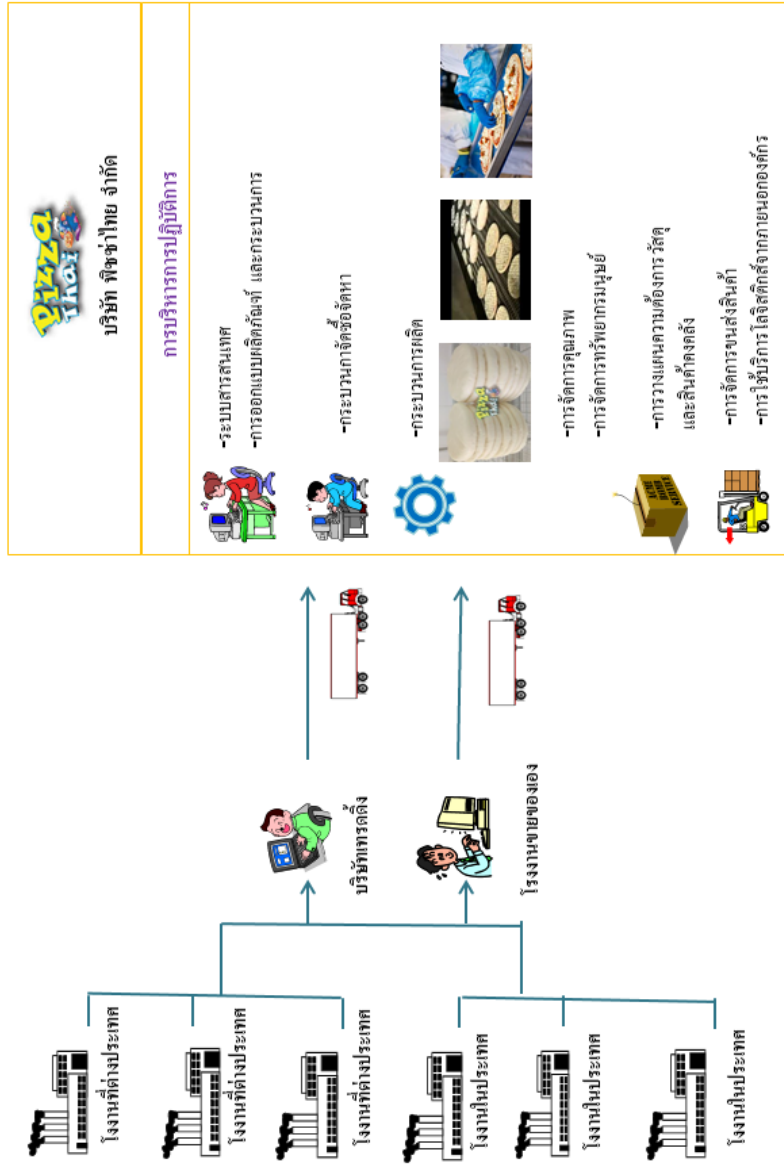 โงงานที่ต่างประเทศ
โงงานที่ต่างประเทศ
โงงานที่ต่างประเทศ
โงงานในประเทศ
โงงานในประเทศ
โงงานในประเทศ
บริษัทเทรดดิ้ง
โรงงานขายของเอง
Pizza
Thai
บริษัท พิซซ่าไทย จำกัด
การบริหารการปฏิบัติการ
-ระบบสารสนเทศ
-การออกแบบผลิตภัณฑ์ และกระบวนการ
-กระบวนกาจัดซื้อจัดหา
-กระบวนการผลิต
-การจัดการคุณภาพ
-การจัดการทรัพยากรมนุษย์
-การวางแผนความต้องการ วัสดุ
และสินค้าคงคลัง
-การจัดการขนส่งสินค้า
-การใช้บริการโลจิสติกส์จากภายนอกองค์กร